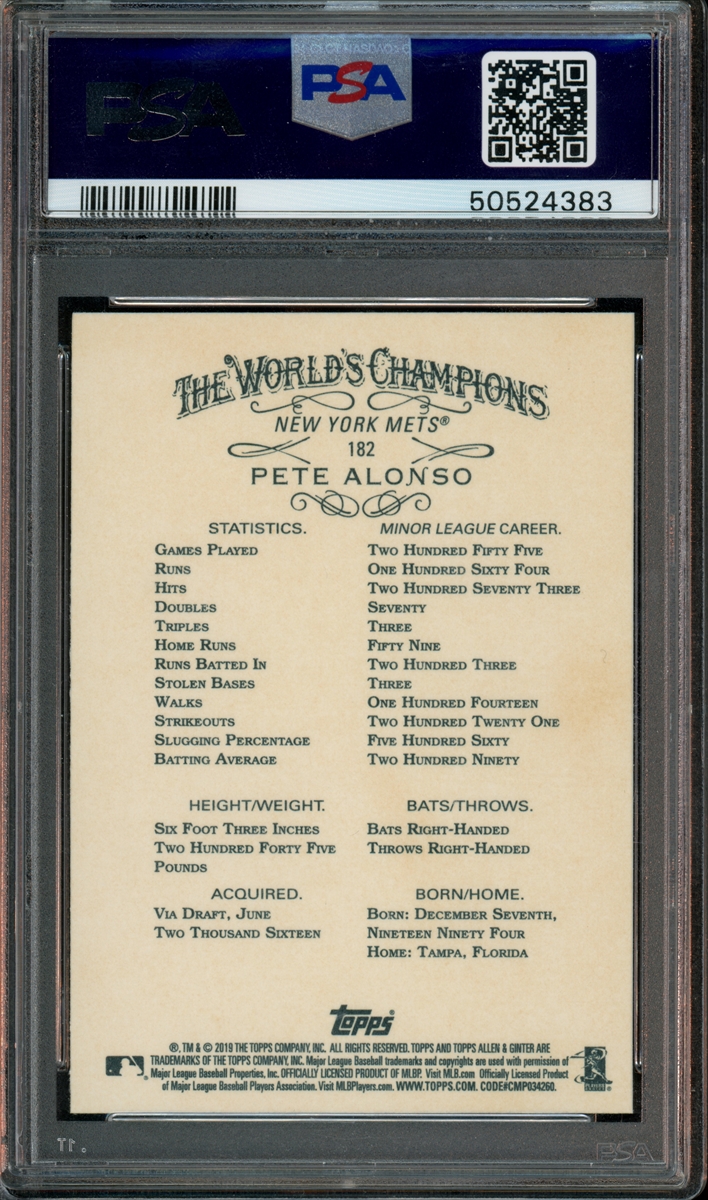 PSA
PSA
50524383
THE WORLD'S CHAMPIONS
NEW YORK METS®
182
PETE ALONSO
STATISTICS. MINOR LEAGUE CAREER.
GAMES PLAYED TWO HUNDRED FIFTY FIVE
RUNS ONE HUNDRED SIXTY FOUR
HITS TWO HUNDRED SEVENTY THREE
DOUBLES SEVENTY
TRIPLES THREE
HOME RUNS FIFTY NINE
RUNS BATTED IN TWO HUNDRED THREE
STOLEN BASES THREE
WALKS ONE HUNDRED FOURTEEN
STRIKEOUTS TWO HUNDRED TWENTY ONE
SLUGGING PERCENTAGE FIVE HUNDRED SIXTY
BATTING AVERAGE TWO HUNDRED NINETY
HEIGHT/WEIGHT. BATS/THROWS.
SIX FOOT THREE INCHES BATS RIGHT-HANDED
TWO HUNDRED FORTY FIVE THROWS RIGHT-HANDED
POUNDS
ACQUIRED. BORN/HOME.
VIA DRAFT, JUNE BORN: DECEMBER SEVENTH,
TWO THOUSAND SIXTEEN NINETEEN NINETY FOUR
HOME: TAMPA, FLORIDA
topps®
®, TM & © 2019 THE TOPPS COMPANY, INC. ALL RIGHTS RESERVED. TOPPS AND TOPPS ALLEN & GINTER ARE
TRADEMARKS OF THE TOPPS COMPANY, INC. Major League Baseball trademarks and copyrights are used with permission of
Major League Baseball Properties, Inc. OFFICIALLY LICENSED PRODUCT OF MLBP. Visit MLB.com Officially Licensed Product
of Major League Baseball Players Association. Visit MLBPlayers.com. WWW.TOPPS.COM. CODE#CMP034260.
PSA